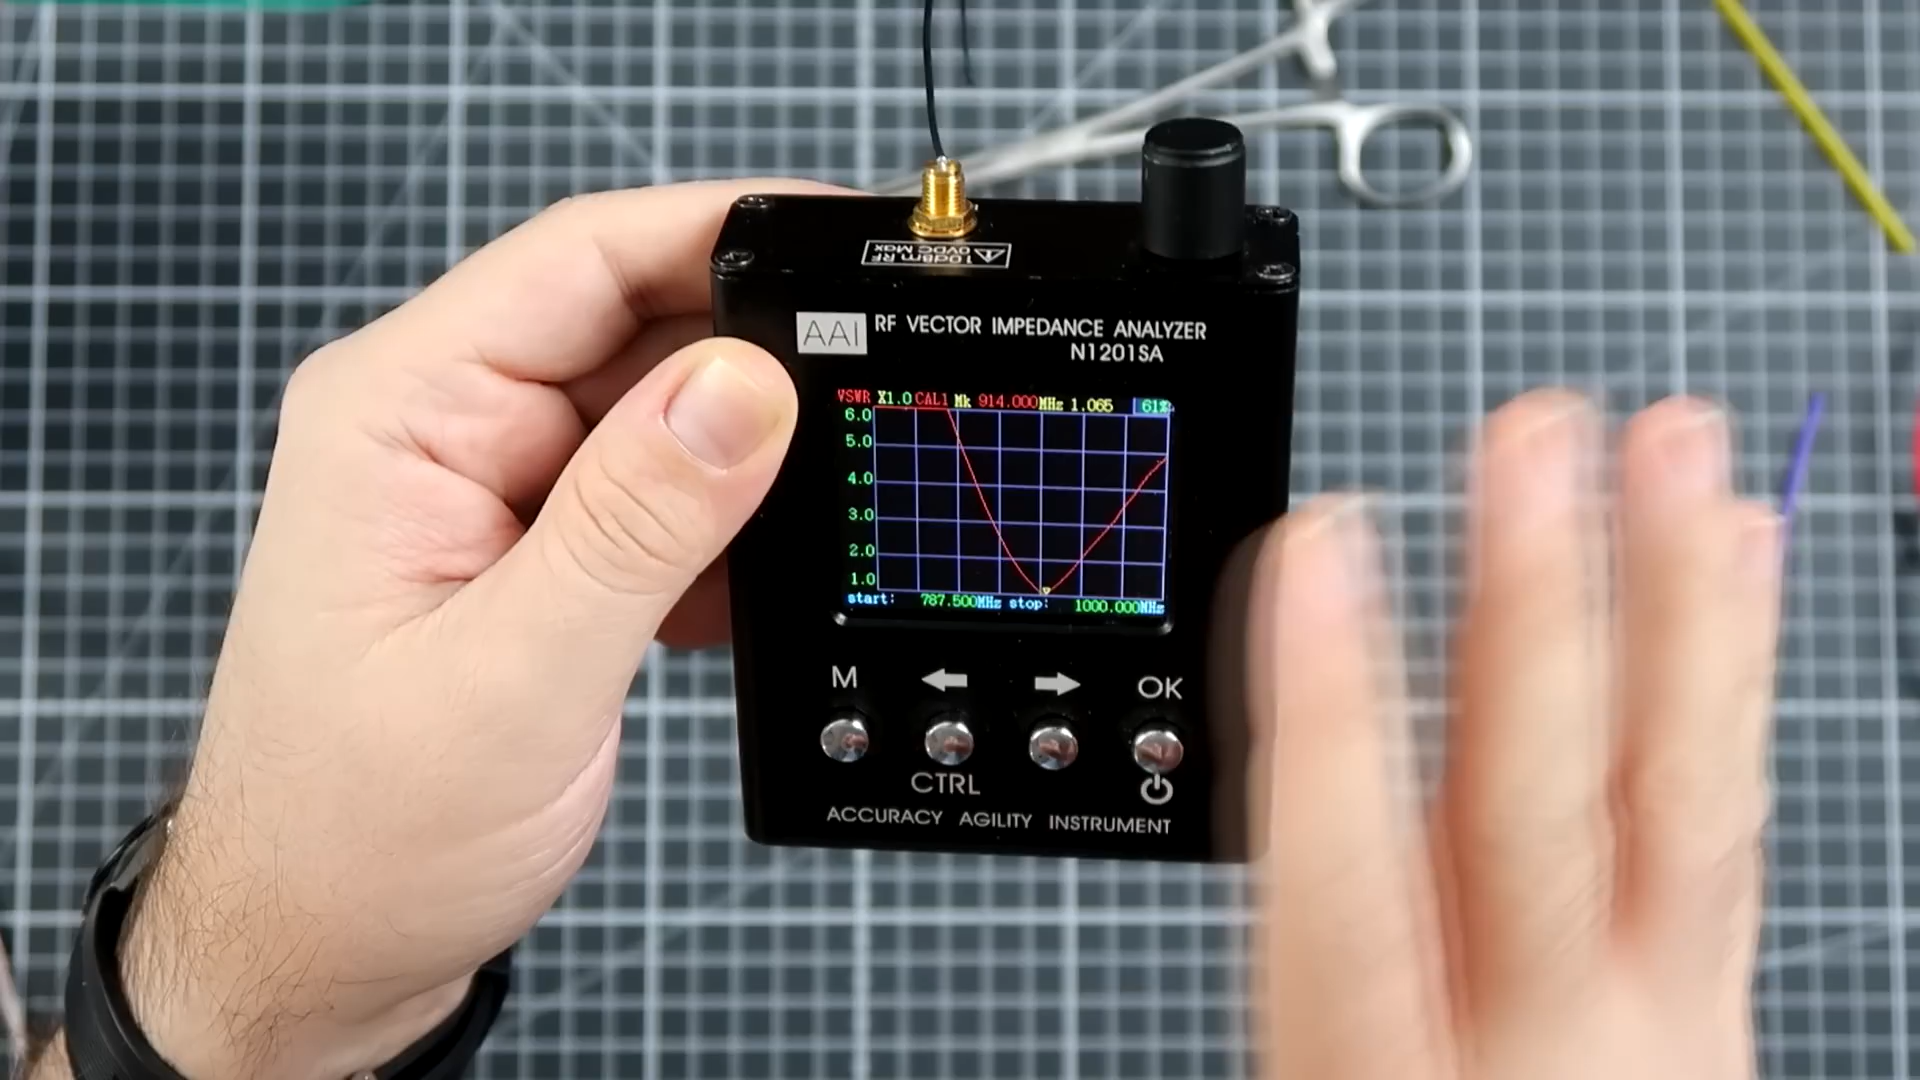 10dBm RF
0VDC Max
AAI
RF VECTOR IMPEDANCE ANALYZER
N1201SA
VSWR X1.0 CAL1 Mk 914.000MHz 1.065 61%
6.0
5.0
4.0
3.0
2.0
1.0
start: 787.500MHz stop: 1000.000MHz
M OK
CTRL
ACCURACY AGILITY INSTRUMENT